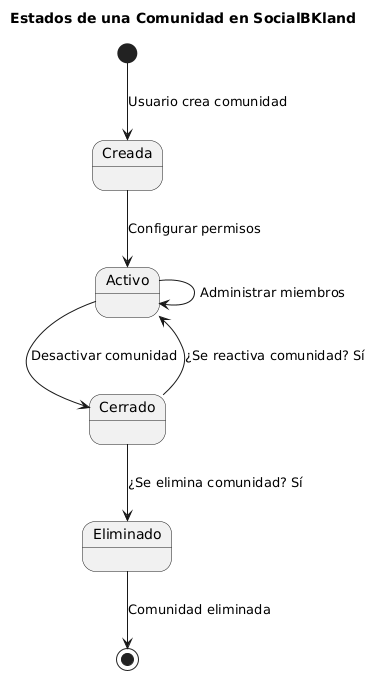 Estados de una Comunidad en SocialBKland
Usuario crea comunidad
Creada
Configurar permisos
Activo
Administrar miembros
Desactivar comunidad
¿Se reactiva comunidad? Sí
Cerrado
¿Se elimina comunidad? Sí
Eliminado
Comunidad eliminada